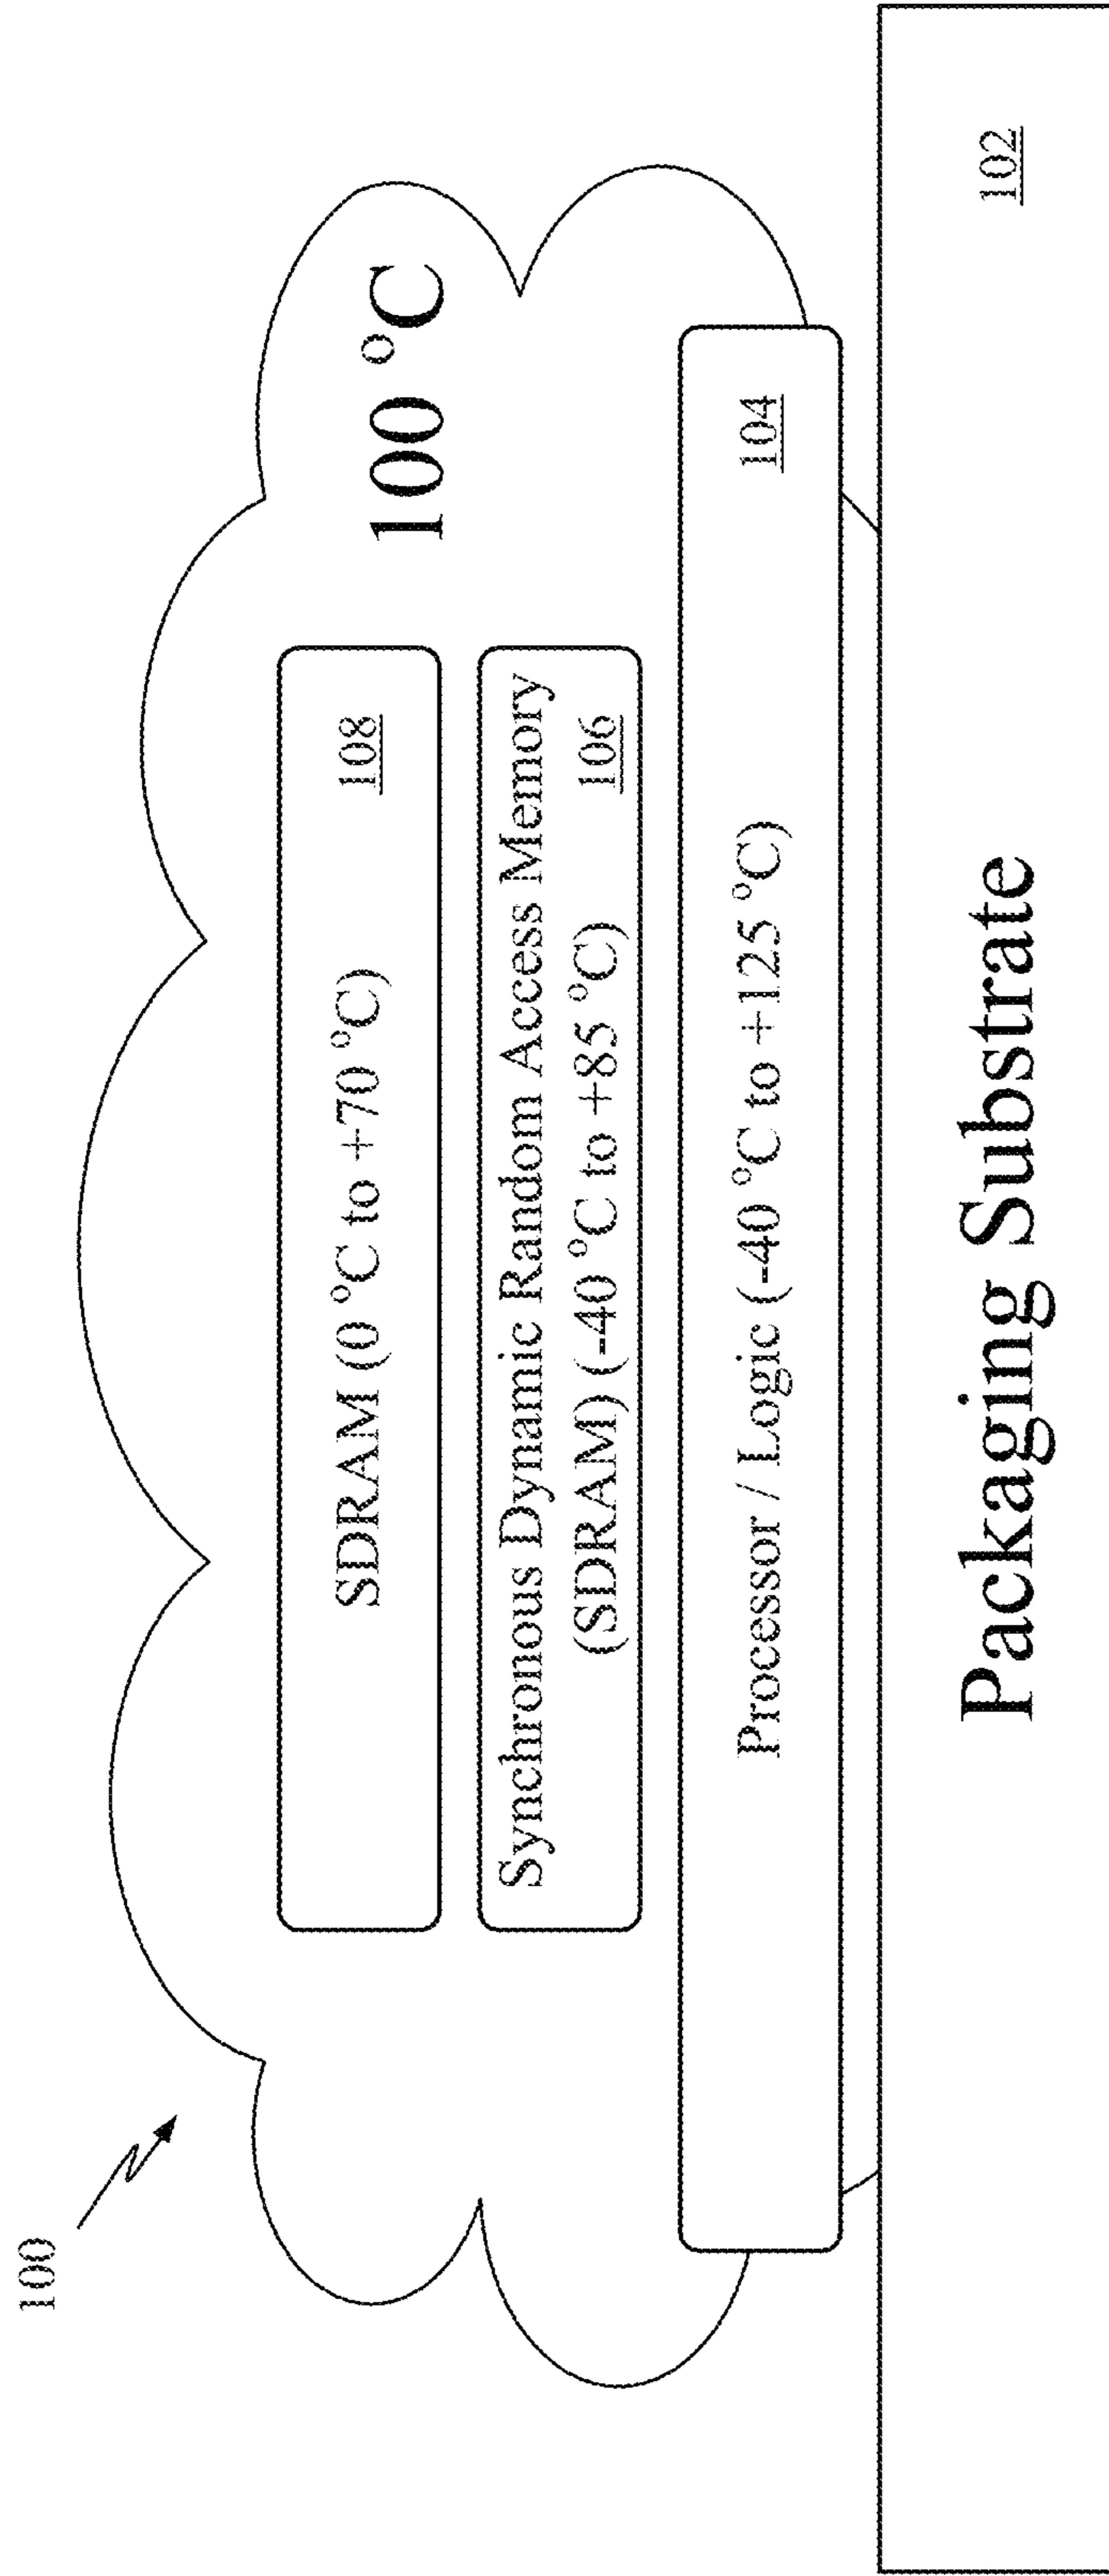 100
100 °C
SDRAM (0 °C to +70 °C)
108
Synchronous Dynamic Random Access Memory
(SDRAM) (-40 °C to +85 °C)
106
Processor / Logic (-40 °C to +125 °C)
104
Packaging Substrate
102